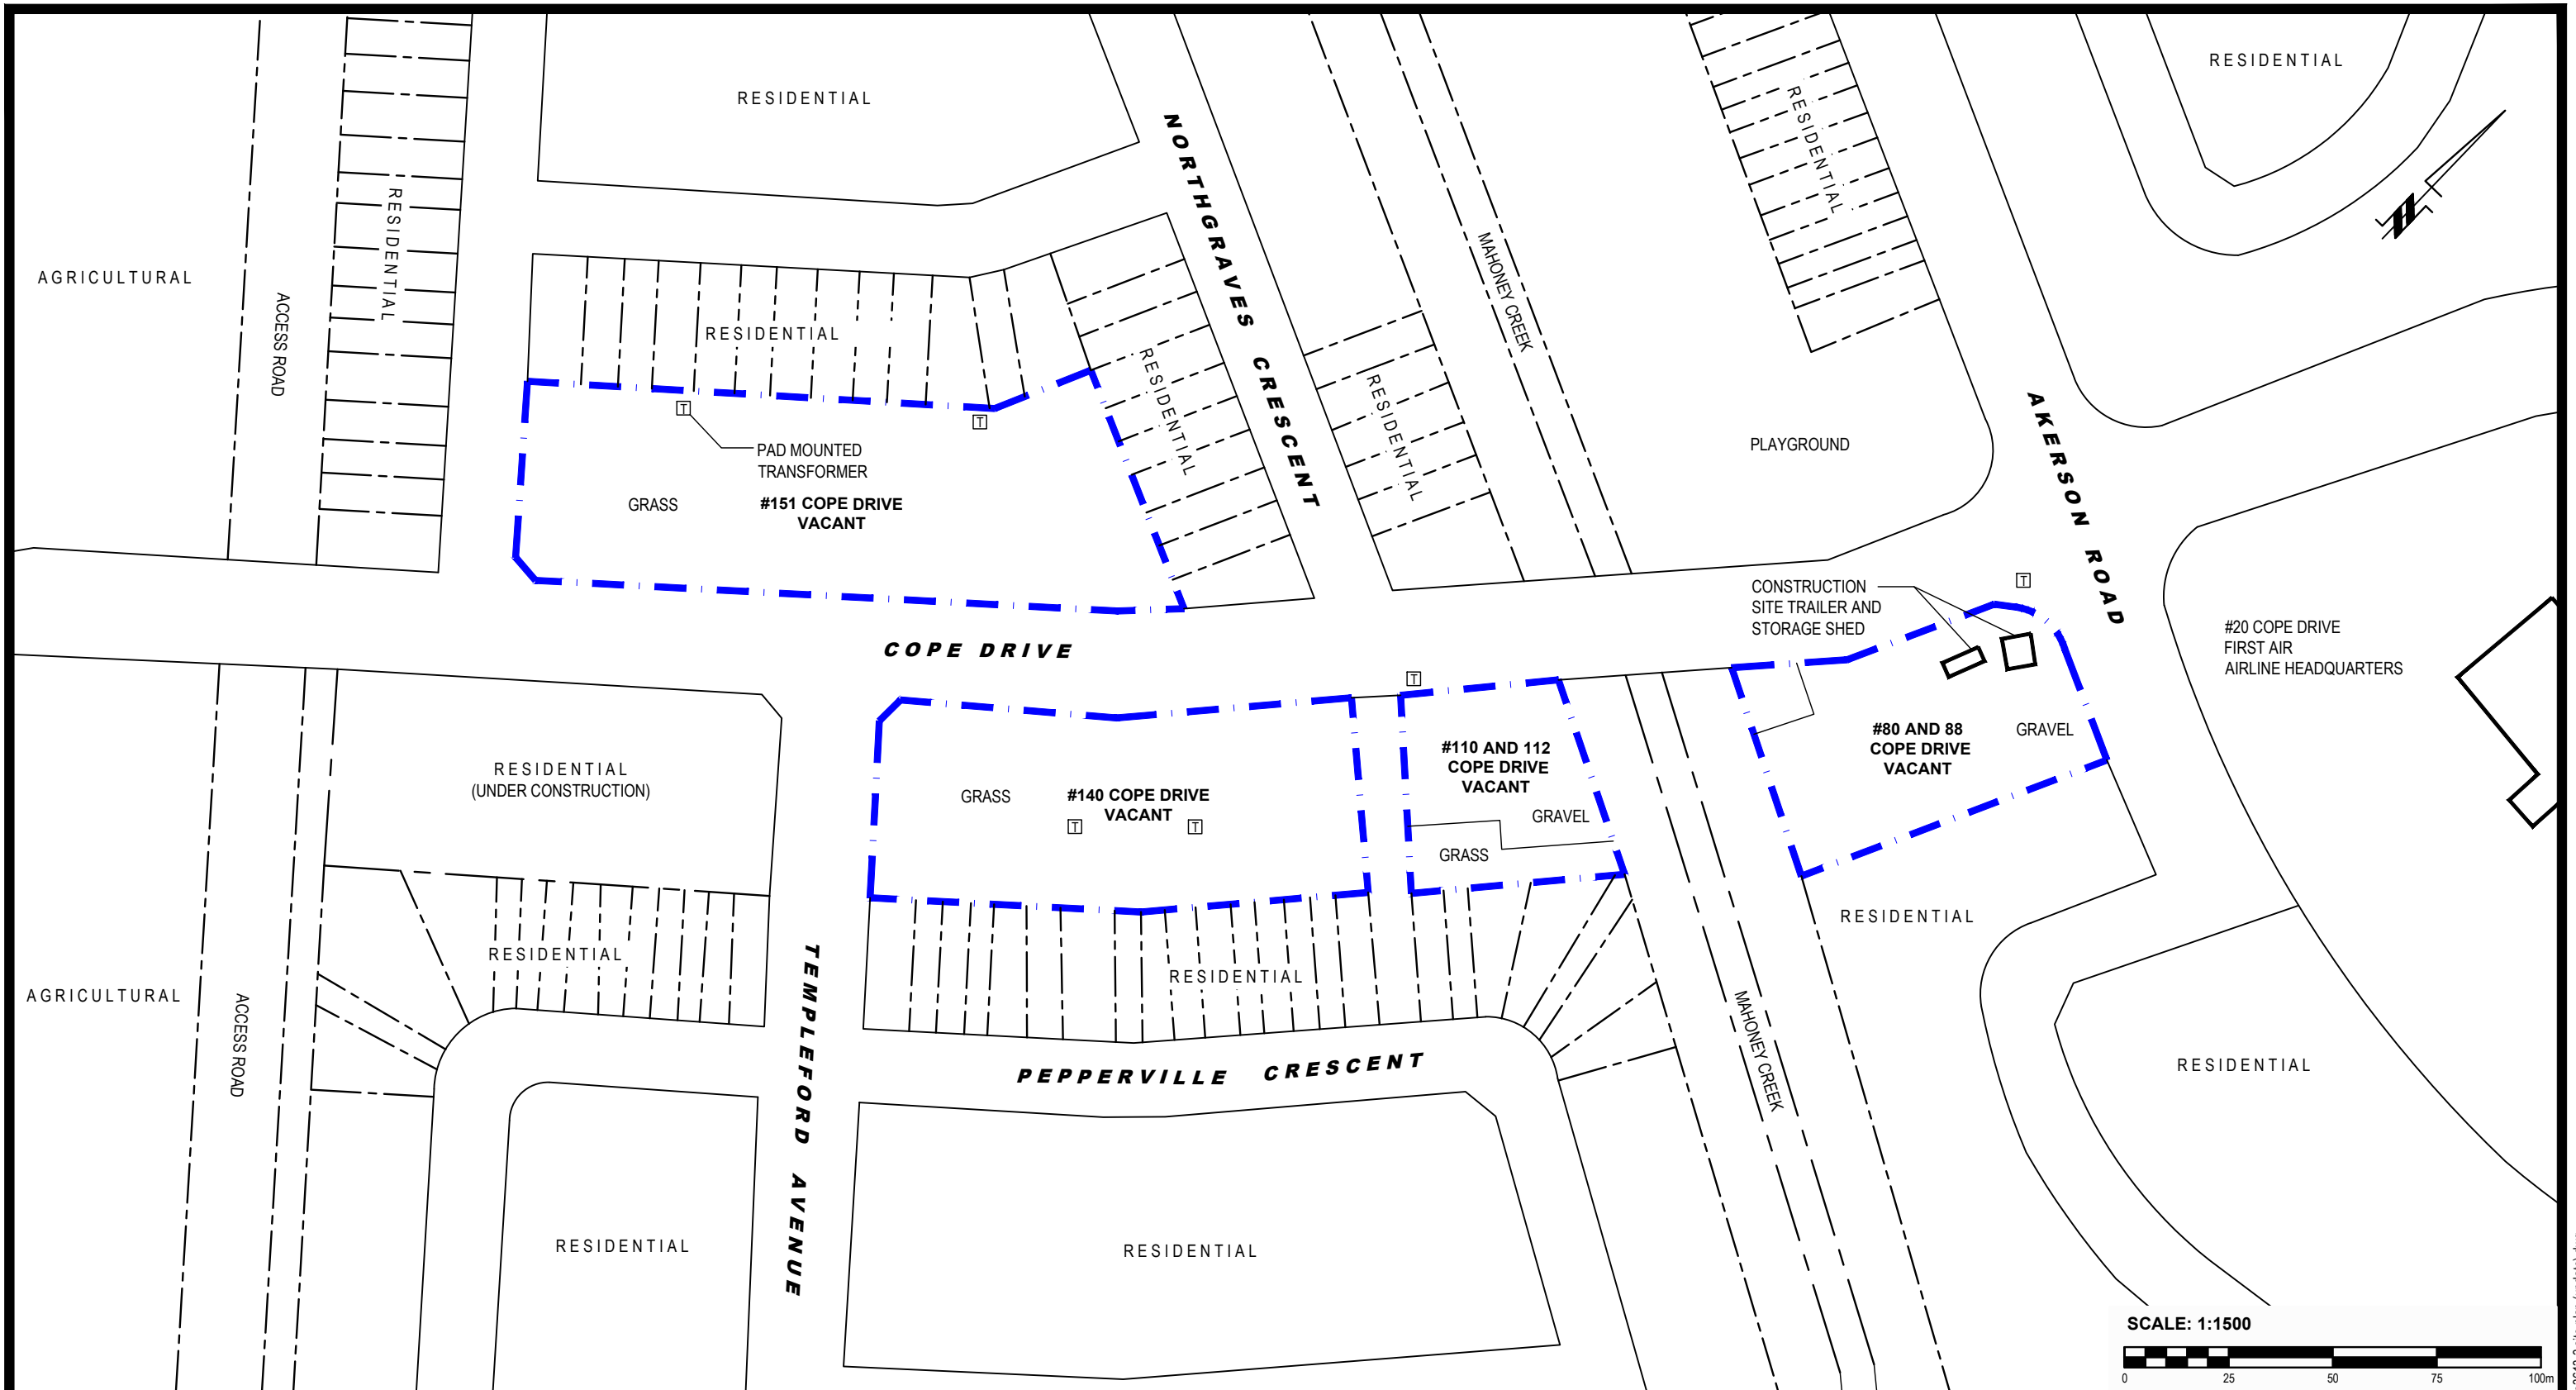 RESIDENTIAL
RESIDENTIAL
RESIDENTIAL
NORTHGRAVES CRESCENT
RESIDENTIAL
AGRICULTURAL
ACCESS ROAD
RESIDENTIAL
MAHONEY CREEK
RESIDENTIAL
RESIDENTIAL
T
T
PAD MOUNTED
TRANSFORMER
GRASS
#151 COPE DRIVE
VACANT
PLAYGROUND
AKERSON ROAD
T
CONSTRUCTION
SITE TRAILER AND
STORAGE SHED
#20 COPE DRIVE
FIRST AIR
AIRLINE HEADQUARTERS
COPE DRIVE
T
#80 AND 88
COPE DRIVE
VACANT
GRAVEL
#110 AND 112
COPE DRIVE
VACANT
GRAVEL
GRASS
RESIDENTIAL
(UNDER CONSTRUCTION)
GRASS
#140 COPE DRIVE
VACANT
T
T
RESIDENTIAL
RESIDENTIAL
RESIDENTIAL
AGRICULTURAL
ACCESS ROAD
TEMPLEFORD AVENUE
MAHONEY CREEK
PEPPERVILLE CRESCENT
RESIDENTIAL
RESIDENTIAL
RESIDENTIAL
SCALE: 1:1500
0 25 50 75 100m